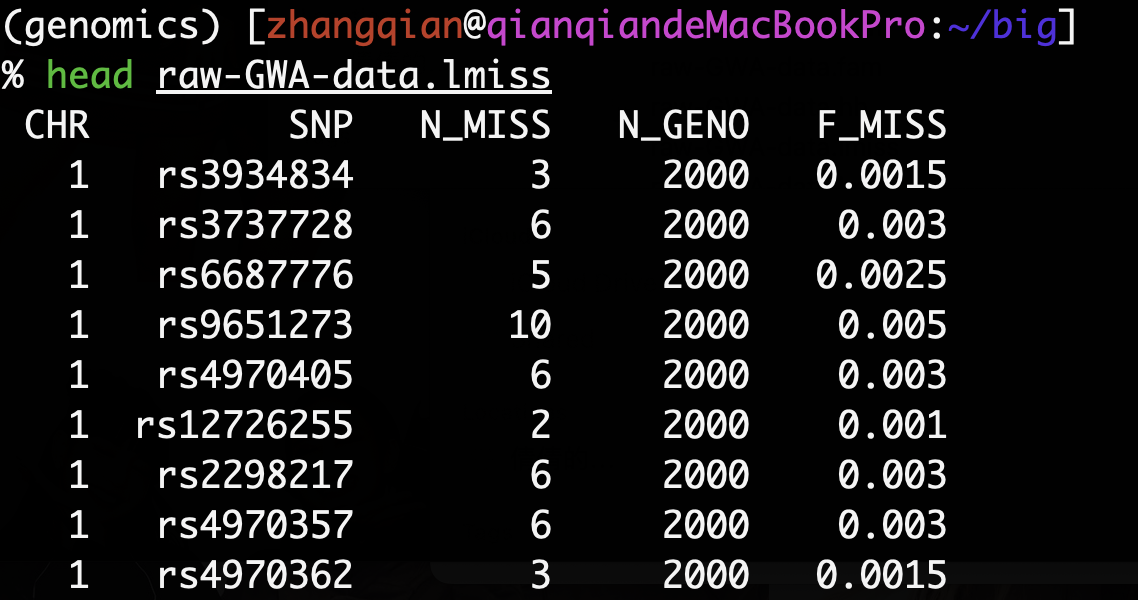 (genomics) [zhangqian@qianqiandeMacBookPro:~/big]
% head raw-GWA-data.lmiss
CHR SNP N_MISS N_GENO F_MISS
1 rs3934834 3 2000 0.0015
1 rs3737728 6 2000 0.003
1 rs6687776 5 2000 0.0025
1 rs9651273 10 2000 0.005
1 rs4970405 6 2000 0.003
1 rs12726255 2 2000 0.001
1 rs2298217 6 2000 0.003
1 rs4970357 6 2000 0.003
1 rs4970362 3 2000 0.0015